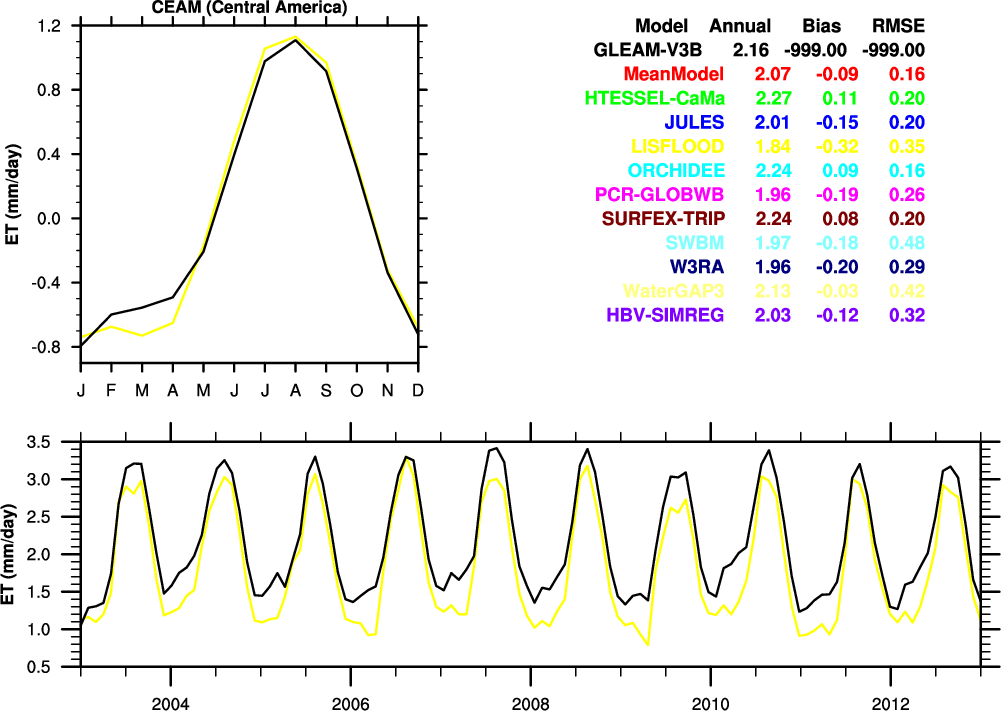 CEAM (Central America)
ET (mm/day)
1.2
0.8
0.4
0.0
-0.4
-0.8
J F M A M J J A S O N D
Model Annual Bias RMSE
GLEAM-V3B 2.16 -999.00 -999.00
MeanModel 2.07 -0.09 0.16
HTESSEL-CaMa 2.27 0.11 0.20
JULES 2.01 -0.15 0.20
LISFLOOD 1.84 -0.32 0.35
ORCHIDEE 2.24 0.09 0.16
PCR-GLOBWB 1.96 -0.19 0.26
SURFEX-TRIP 2.24 0.08 0.20
SWBM 1.97 -0.18 0.48
W3RA 1.96 -0.20 0.29
WaterGAP3 2.13 -0.03 0.42
HBV-SIMREG 2.03 -0.12 0.32
ET (mm/day)
3.5
3.0
2.5
2.0
1.5
1.0
0.5
2004 2006 2008 2010 2012